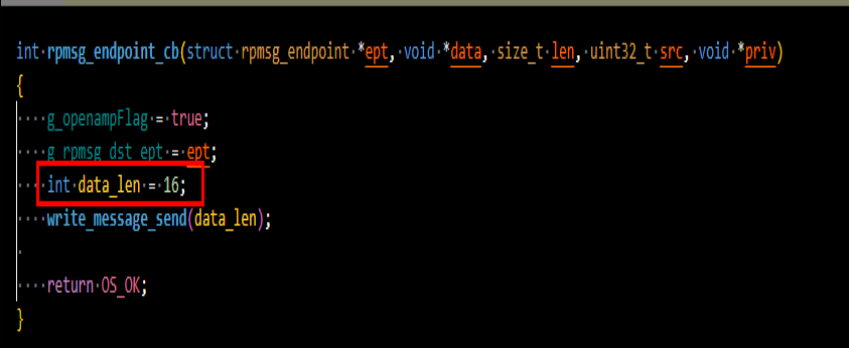 int rpmsg_endpoint_cb(struct rpmsg_endpoint *ept, void *data, size_t len, uint32_t src, void *priv)
{
    g_openampFlag = true;
    g_rpmsg_dst_ept = ept;
    int data_len = 16;
    write_message_send(data_len);
    return OS_OK;
}